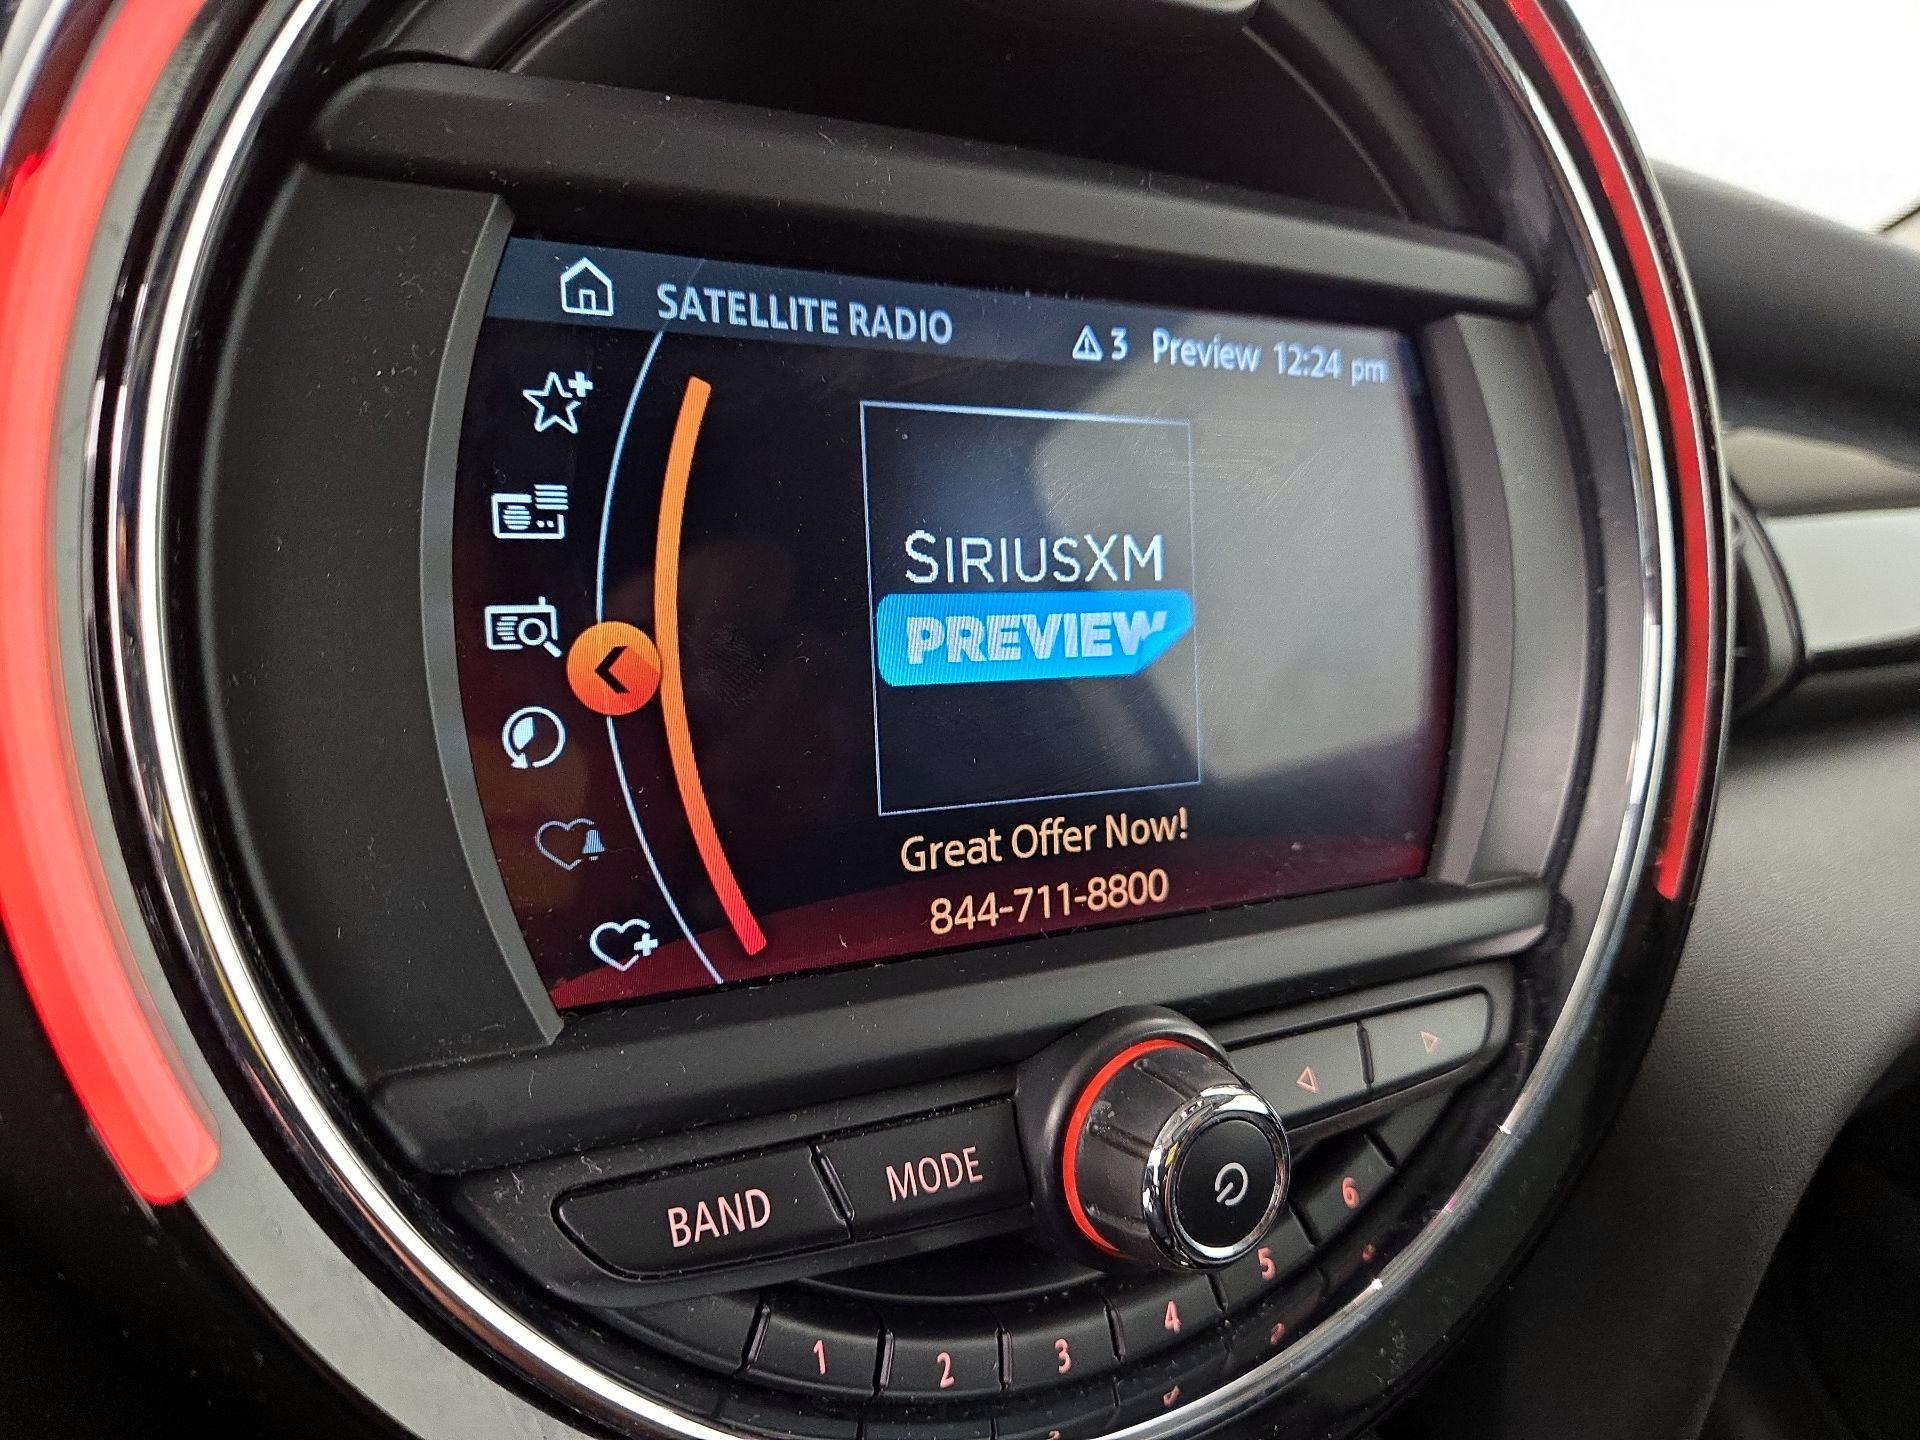 SATELLITE RADIO
3 Preview 12:24 pm
SIRIUSXM
PREVIEW
Great Offer Now!
844-711-8800
BAND
MODE
1
2
3
4
5
6